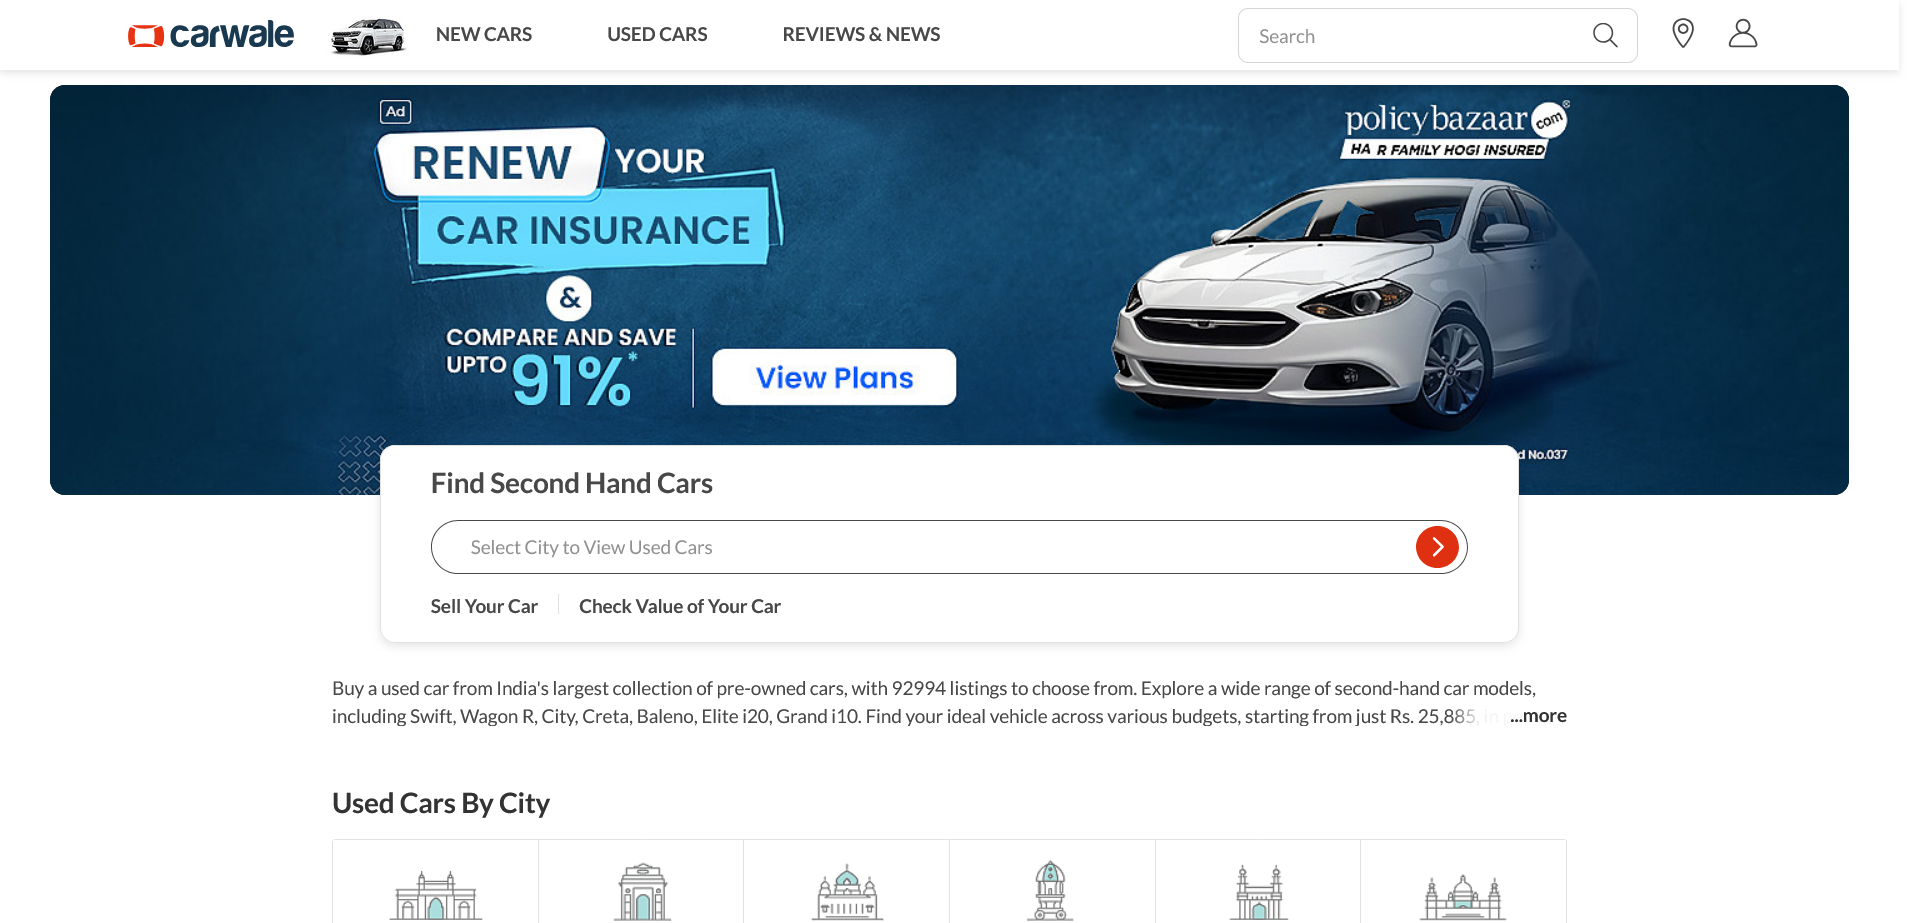 carwale
NEW CARS
USED CARS
REVIEWS & NEWS
Search
Ad
RENEW YOUR
CAR INSURANCE
&
COMPARE AND SAVE
UPTO 91%*
View Plans
policybazaar.com®
HAR FAMILY HOGI INSURED
d No.037
Find Second Hand Cars
Select City to View Used Cars
Sell Your Car
Check Value of Your Car
Buy a used car from India's largest collection of pre-owned cars, with 92994 listings to choose from. Explore a wide range of second-hand car models,
including Swift, Wagon R, City, Creta, Baleno, Elite i20, Grand i10. Find your ideal vehicle across various budgets, starting from just Rs. 25,885, in ...more
Used Cars By City